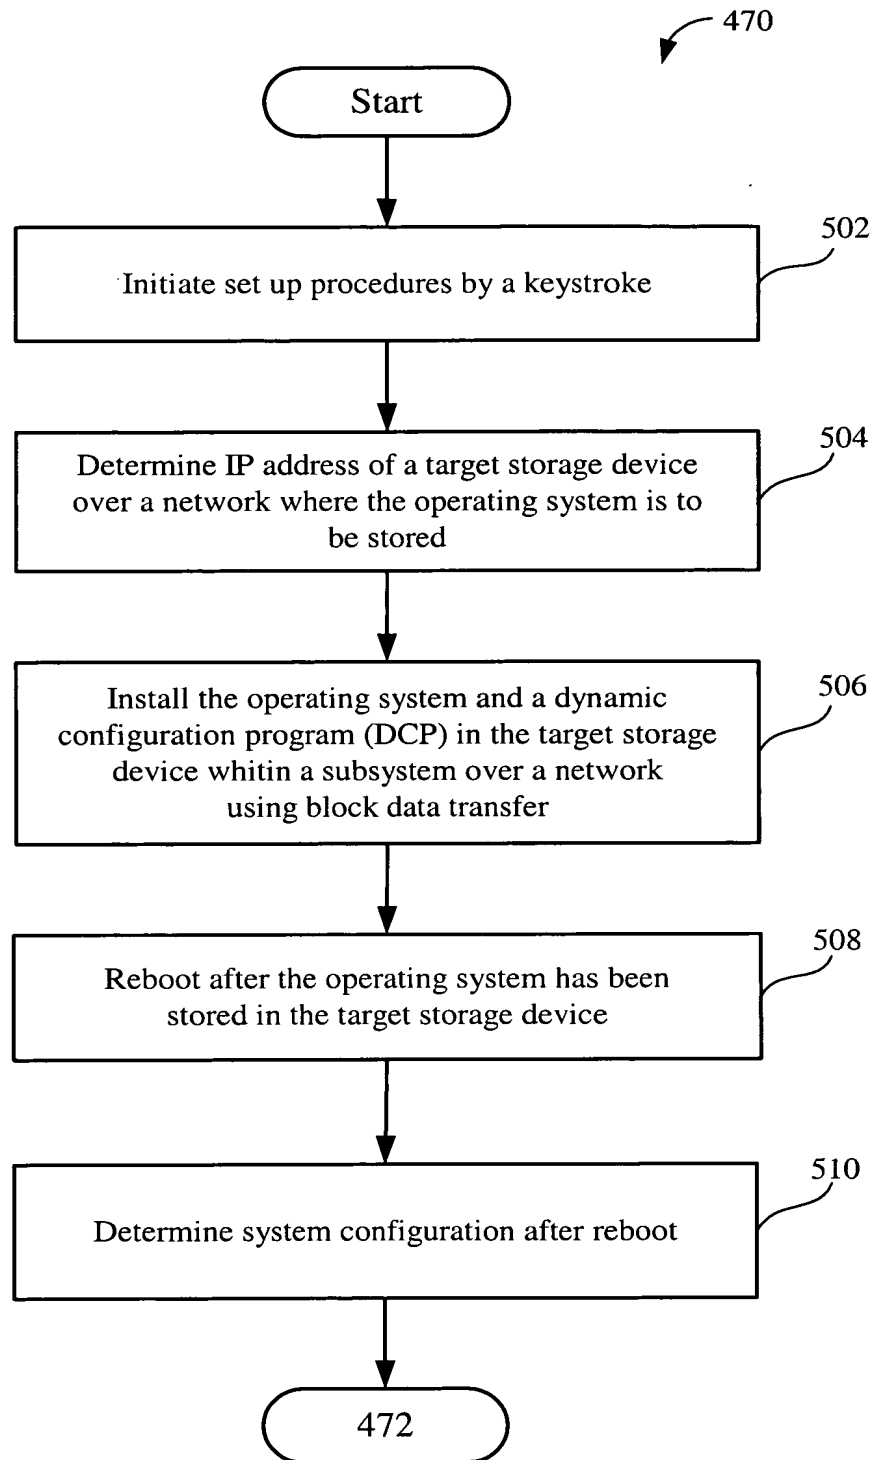 470
Start
502
Initiate set up procedures by a keystroke
504
Determine IP address of a target storage device
over a network where the operating system is to
be stored
506
Install the operating system and a dynamic
configuration program (DCP) in the target storage
device whitin a subsystem over a network
using block data transfer
508
Reboot after the operating system has been
stored in the target storage device
510
Determine system configuration after reboot
472